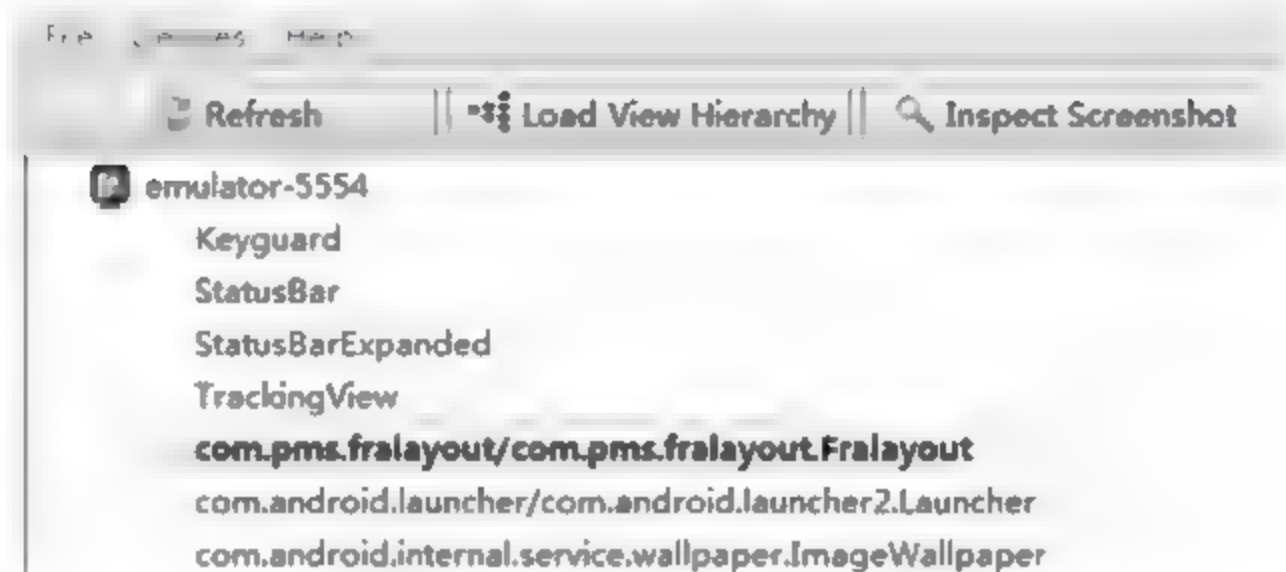 Refresh Load View Hierarchy Inspect Screenshot
emulator-5554
Keyguard
StatusBar
StatusBarExpanded
TrackingView
com.pms.fralayout/com.pms.fralayout.Fralayout
com.android.launcher/com.android.launcher2.Launcher
com.android.internal.service.wallpaper.ImageWallpaper